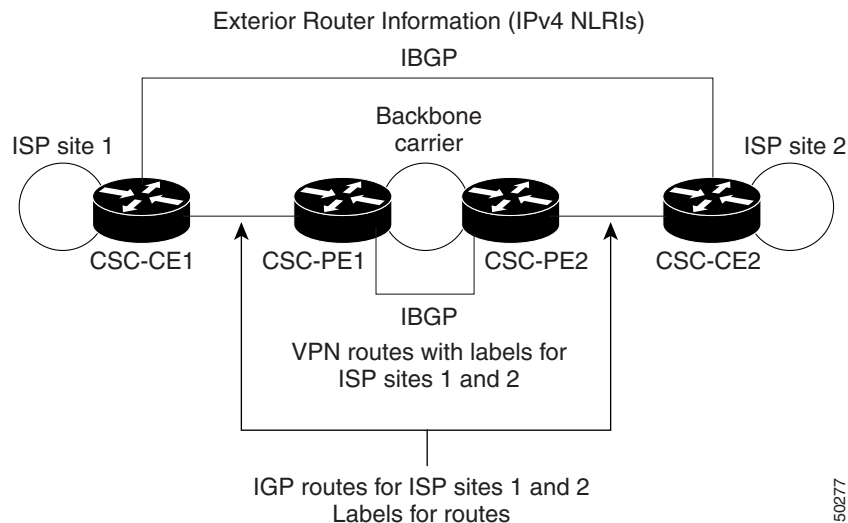 Exterior Router Information (IPv4 NLRIs)
IBGP
Backbone
carrier
ISP site 1
ISP site 2
CSC-CE1
CSC-PE1
CSC-PE2
CSC-CE2
IBGP
VPN routes with labels for
ISP sites 1 and 2
IGP routes for ISP sites 1 and 2
Labels for routes
50277